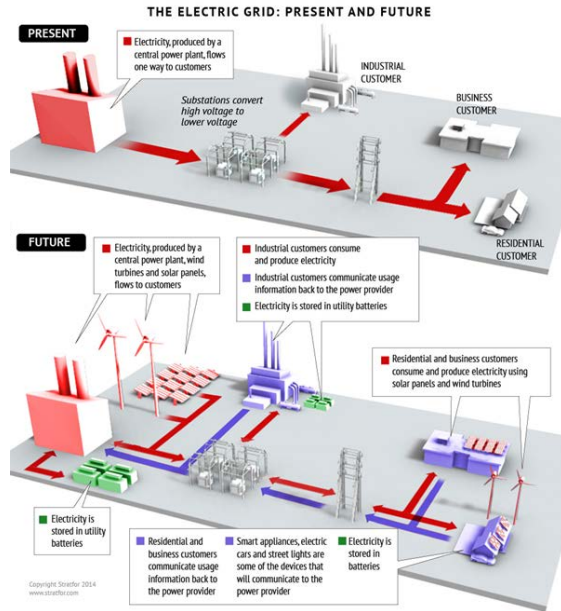 THE ELECTRIC GRID: PRESENT AND FUTURE
PRESENT
Electricity, produced by a
central power plant, flows
one way to customers
INDUSTRIAL
CUSTOMER
Substations convert
high voltage to
lower voltage
BUSINESS
CUSTOMER
RESIDENTIAL
CUSTOMER
FUTURE
Electricity, produced by a
central power plant, wind
turbines and solar panels,
flows to customers
Industrial customers consume
and produce electricity
Industrial customers communicate usage
information back to the power provider
Electricity is stored in utility batteries
Residential and business customers
consume and produce electricity using
solar panels and wind turbines
Electricity is
stored in utility
batteries
Residential and
business customers
communicate usage
information back to
the power provider
Smart appliances, electric
cars and street lights are
some of the devices that
will communicate to the
power provider
Electricity is
stored in
batteries
Copyright Stratfor 2014
www.stratfor.com